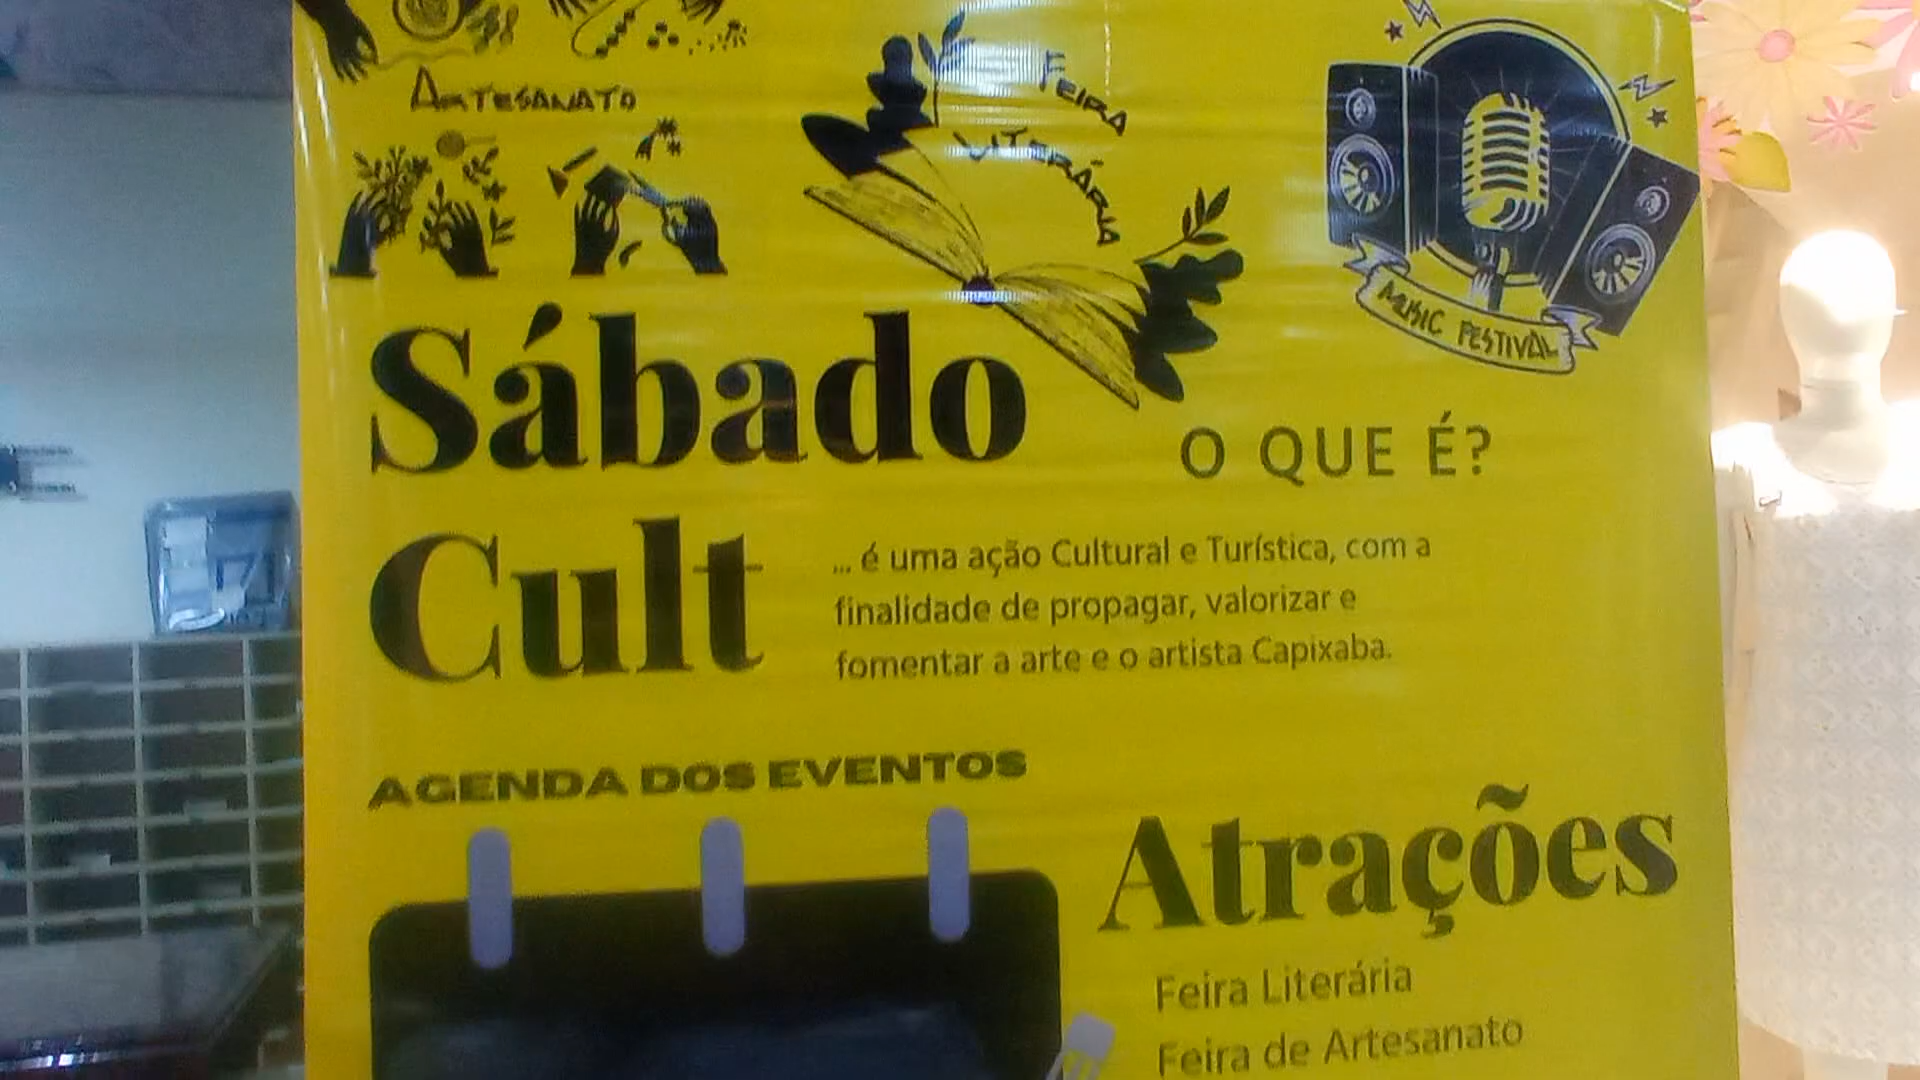 ARTESANATO
FEIRA
LITERÁRIA
MUSIC FESTIVAL
Sábado
Cult
O QUE É?
... é uma ação Cultural e Turística, com a
finalidade de propagar, valorizar e
fomentar a arte e o artista Capixaba.
AGENDA DOS EVENTOS
Atrações
Feira Literária
Feira de Artesanato